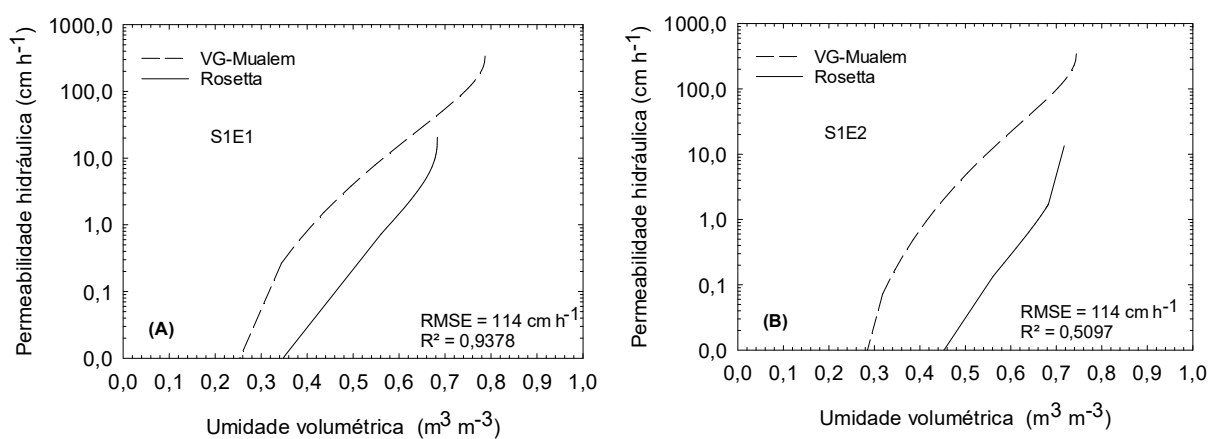 1000,0
100,0
10,0
1,0
0,1
0,0
Permeabilidade hidráulica (cm h⁻¹)
VG-Mualem
Rosetta
S1E1
(A)
RMSE = 114 cm h⁻¹
R² = 0,9378
0,0 0,1 0,2 0,3 0,4 0,5 0,6 0,7 0,8 0,9 1,0
Umidade volumétrica (m³ m⁻³)
1000,0
100,0
10,0
1,0
0,1
0,0
Permeabilidade hidráulica (cm h⁻¹)
VG-Mualem
Rosetta
S1E2
(B)
RMSE = 114 cm h⁻¹
R² = 0,5097
0,0 0,1 0,2 0,3 0,4 0,5 0,6 0,7 0,8 0,9 1,0
Umidade volumétrica (m³ m⁻³)